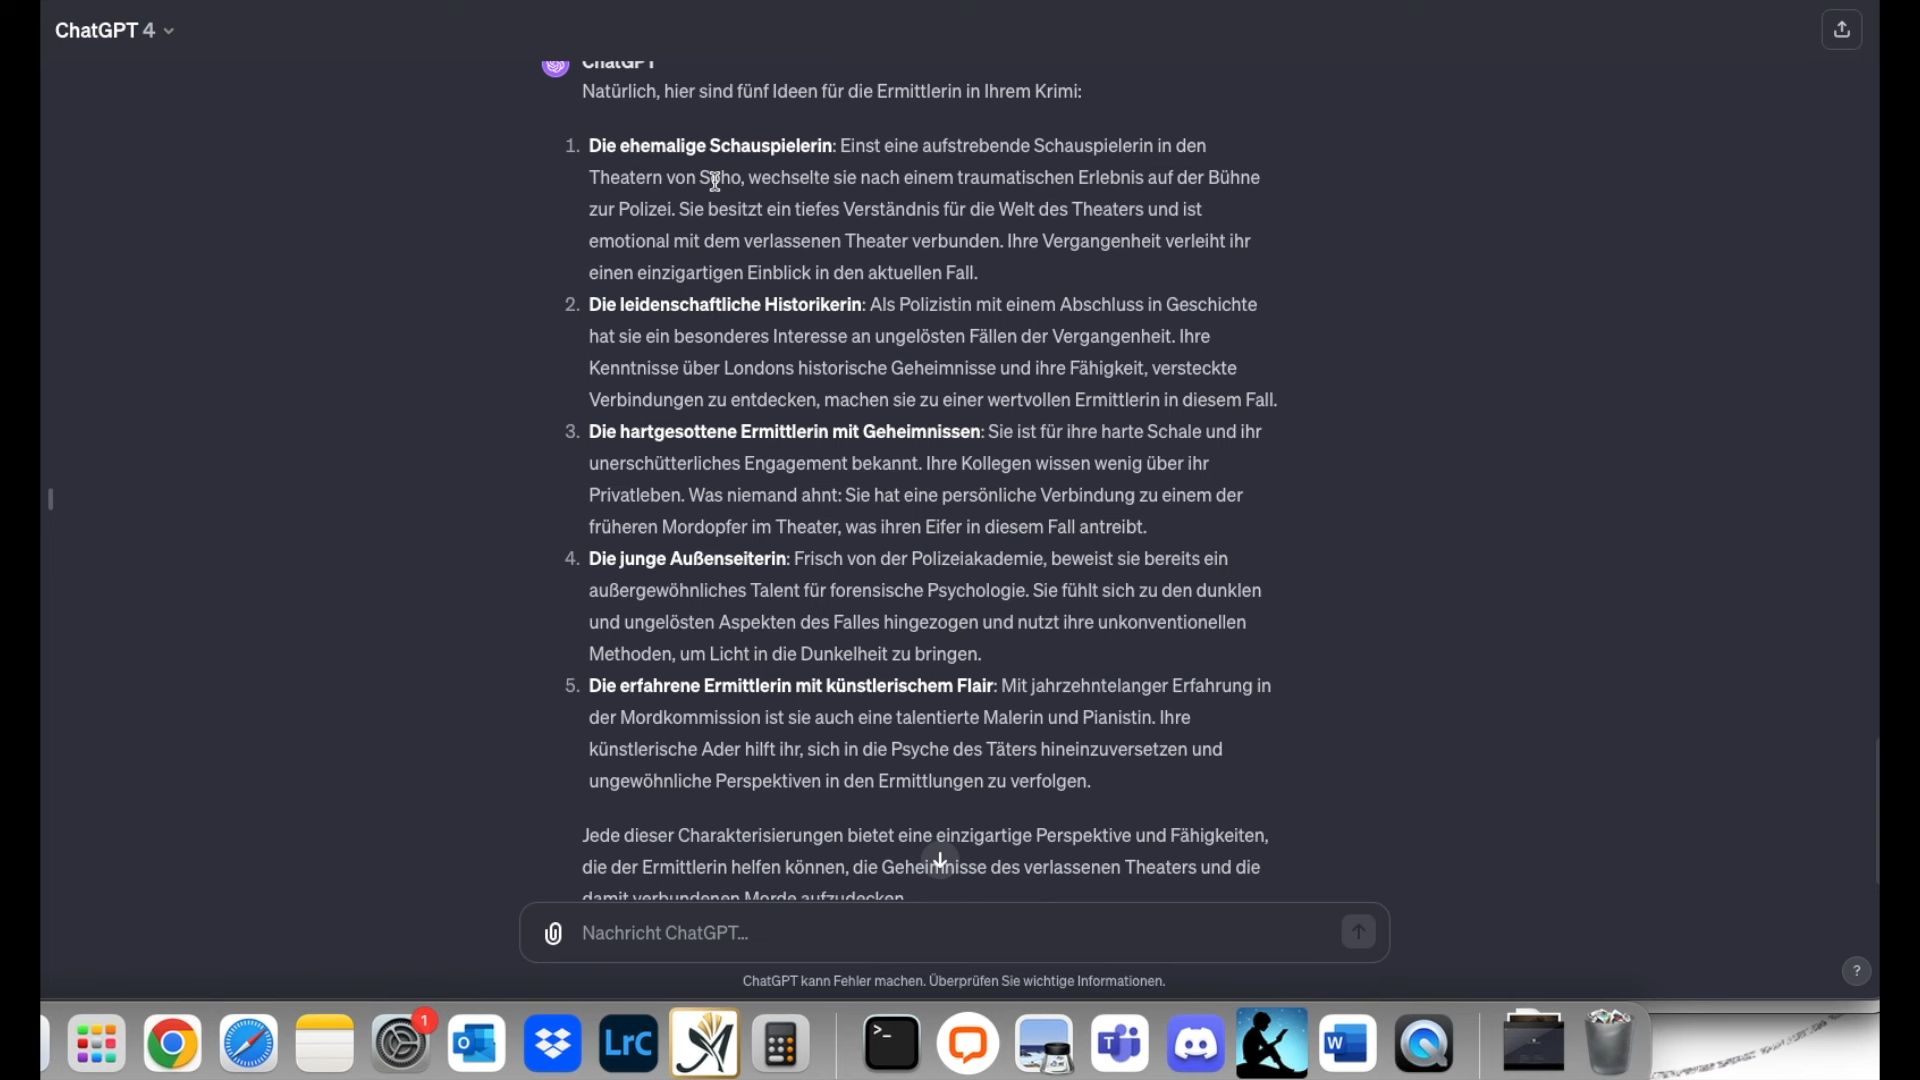 ChatGPT 4
ChatGPT
Natürlich, hier sind fünf Ideen für die Ermittlerin in Ihrem Krimi:
1. Die ehemalige Schauspielerin: Einst eine aufstrebende Schauspielerin in den
Theatern von Soho, wechselte sie nach einem traumatischen Erlebnis auf der Bühne
zur Polizei. Sie besitzt ein tiefes Verständnis für die Welt des Theaters und ist
emotional mit dem verlassenen Theater verbunden. Ihre Vergangenheit verleiht ihr
einen einzigartigen Einblick in den aktuellen Fall.
2. Die leidenschaftliche Historikerin: Als Polizistin mit einem Abschluss in Geschichte
hat sie ein besonderes Interesse an ungelösten Fällen der Vergangenheit. Ihre
Kenntnisse über Londons historische Geheimnisse und ihre Fähigkeit, versteckte
Verbindungen zu entdecken, machen sie zu einer wertvollen Ermittlerin in diesem Fall.
3. Die hartgesottene Ermittlerin mit Geheimnissen: Sie ist für ihre harte Schale und ihr
unerschütterliches Engagement bekannt. Ihre Kollegen wissen wenig über ihr
Privatleben. Was niemand ahnt: Sie hat eine persönliche Verbindung zu einem der
früheren Mordopfer im Theater, was ihren Eifer in diesem Fall antreibt.
4. Die junge Außenseiterin: Frisch von der Polizeiakademie, beweist sie bereits ein
außergewöhnliches Talent für forensische Psychologie. Sie fühlt sich zu den dunklen
und ungelösten Aspekten des Falles hingezogen und nutzt ihre unkonventionellen
Methoden, um Licht in die Dunkelheit zu bringen.
5. Die erfahrene Ermittlerin mit künstlerischem Flair: Mit jahrzehntelanger Erfahrung in
der Mordkommission ist sie auch eine talentierte Malerin und Pianistin. Ihre
künstlerische Ader hilft ihr, sich in die Psyche des Täters hineinzuversetzen und
ungewöhnliche Perspektiven in den Ermittlungen zu verfolgen.
Jede dieser Charakterisierungen bietet eine einzigartige Perspektive und Fähigkeiten,
die der Ermittlerin helfen können, die Geheimnisse des verlassenen Theaters und die
damit verbundenen Morde aufzudecken.
Nachricht ChatGPT...
ChatGPT kann Fehler machen. Überprüfen Sie wichtige Informationen.
?
1
O
LrC
>_
T
W